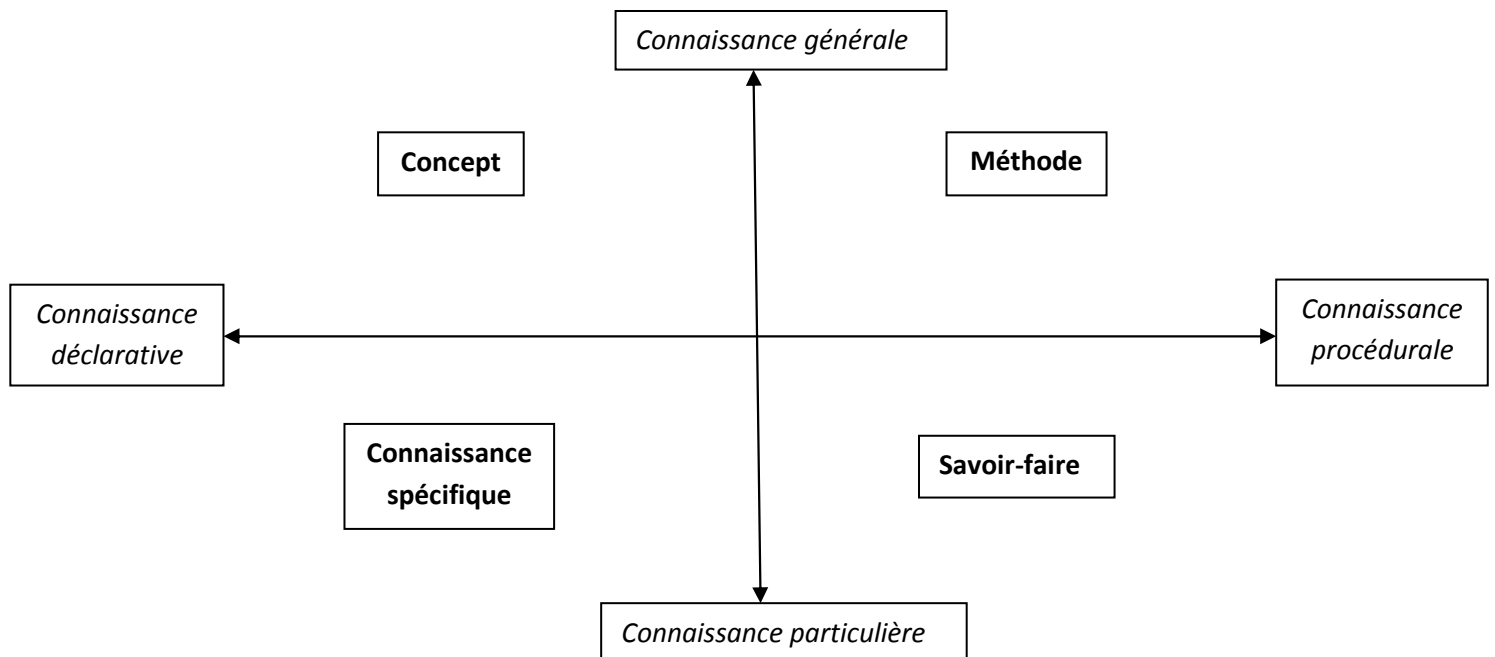 Connaissance générale
Concept
Méthode
Connaissance
déclarative
Connaissance
procédurale
Connaissance
spécifique
Savoir-faire
Connaissance particulière